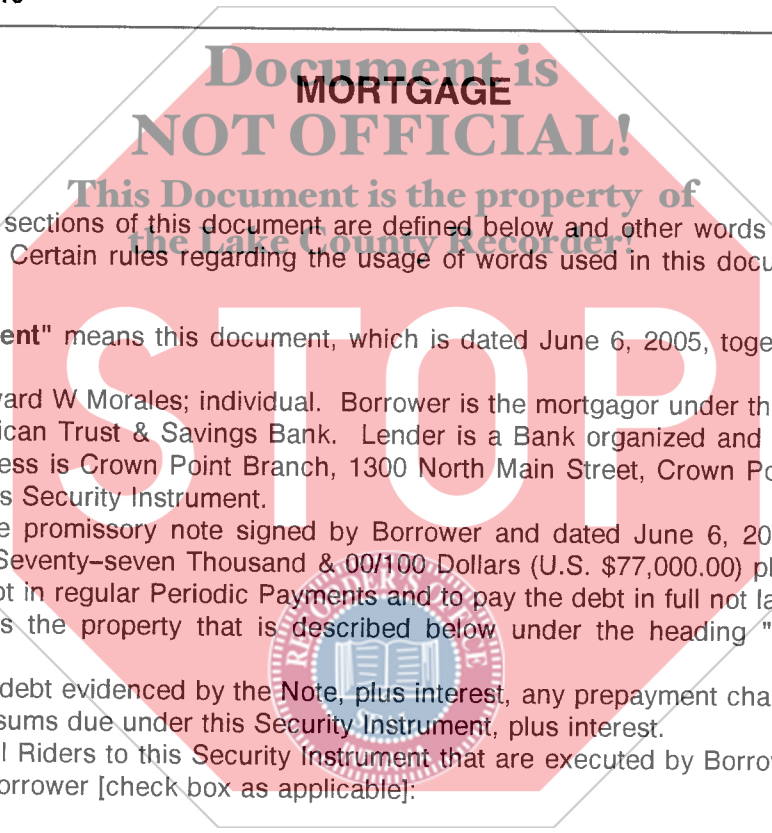 Document is
MORTGAGE
NOT OFFICIAL!
This Document is the property of
the Lake County Recorder!
sections of this document are defined below and other words
Certain rules regarding the usage of words used in this docu
ent" means this document, which is dated June 6, 2005, toge
STOP
ard W Morales; individual. Borrower is the mortgagor under th
ican Trust & Savings Bank. Lender is a Bank organized and
ess is Crown Point Branch, 1300 North Main Street, Crown Po
s Security Instrument.
e promissory note signed by Borrower and dated June 6, 20
Seventy–seven Thousand & 00/100 Dollars (U.S. $77,000.00) pl
ot in regular Periodic Payments and to pay the debt in full not la
s the property that is described below under the heading "
debt evidenced by the Note, plus interest, any prepayment cha
sums due under this Security Instrument, plus interest.
l Riders to this Security Instrument that are executed by Borrow
orrower [check box as applicable]:
RECORDER'S OFFICE